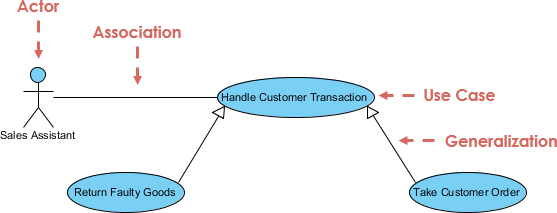 Actor
Association
Handle Customer Transaction
Use Case
Sales Assistant
Generalization
Return Faulty Goods
Take Customer Order